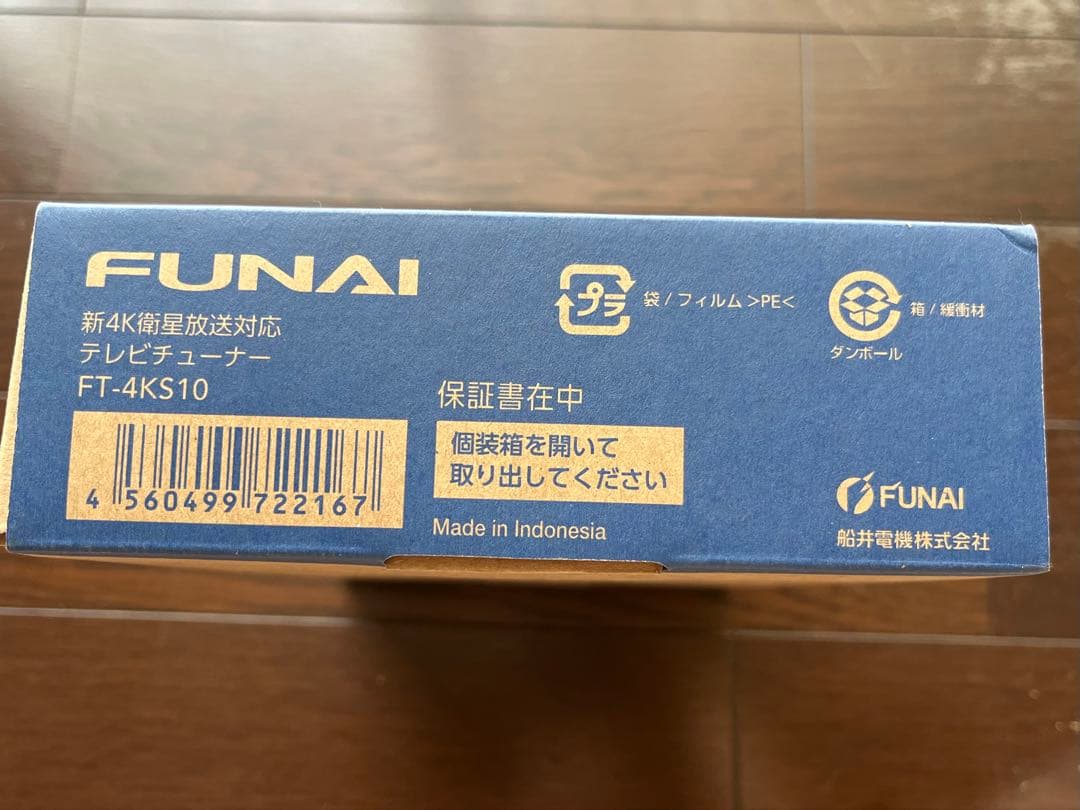 FUNAI
新4K衛星放送対応
テレビチューナー
FT-4KS10
4 560499 722167
プラ
袋/フィルム>PE<
箱/緩衝材
ダンボール
保証書在中
個装箱を開いて
取り出してください
Made in Indonesia
FUNAI
船井電機株式会社